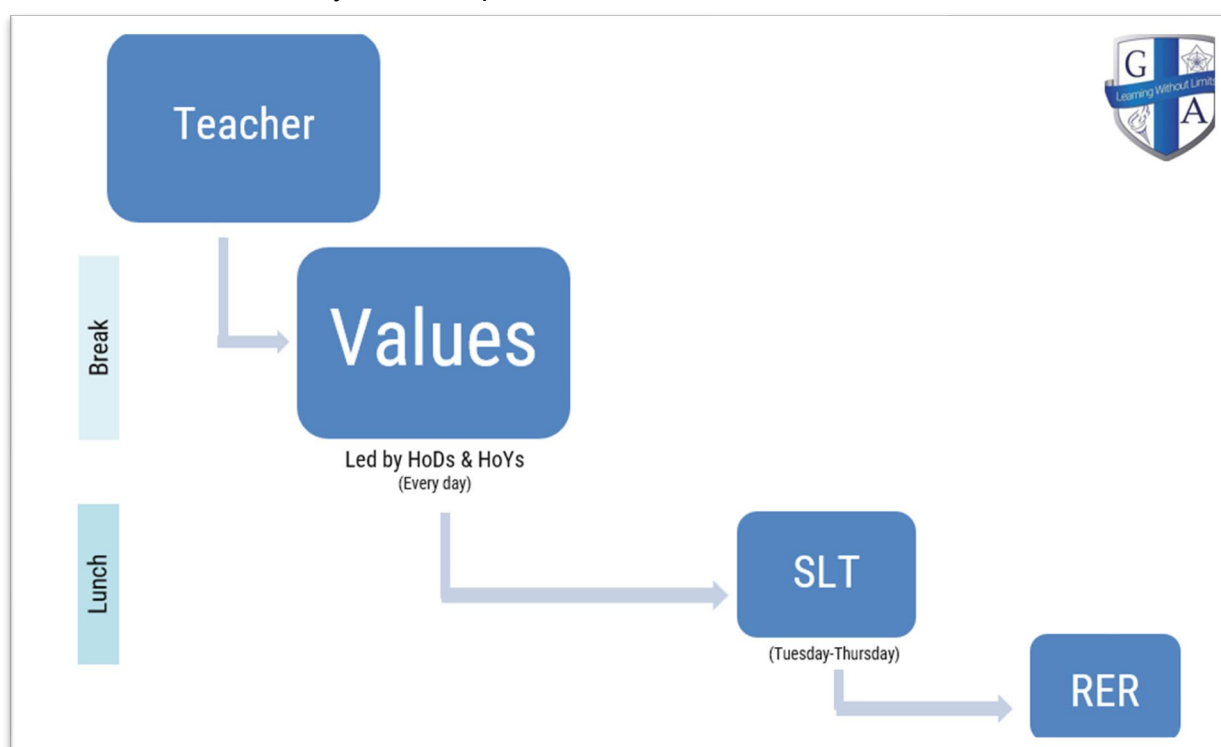 Teacher
G
Learning Without Limits
A
Break
Values
Led by HoDs & HoYs
(Every day)
Lunch
SLT
(Tuesday-Thursday)
RER